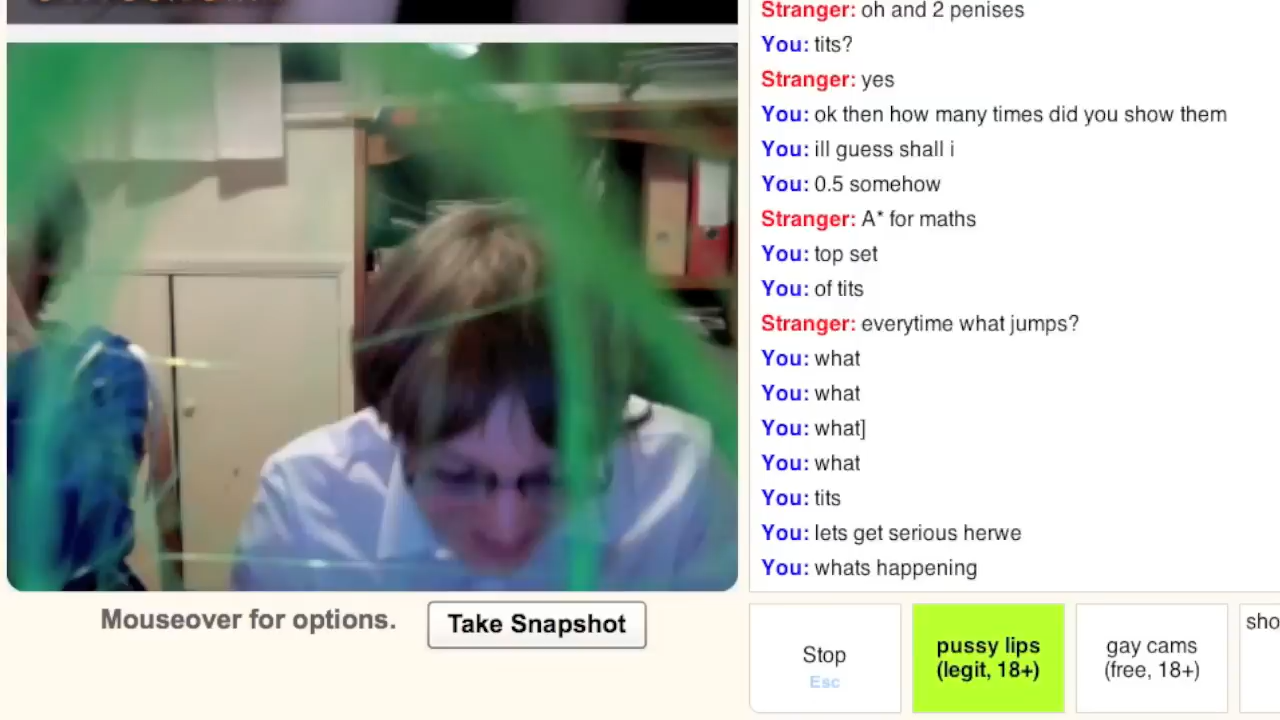 Stranger: oh and 2 penises
You: tits?
Stranger: yes
You: ok then how many times did you show them
You: ill guess shall i
You: 0.5 somehow
Stranger: A* for maths
You: top set
You: of tits
Stranger: everytime what jumps?
You: what
You: what
You: what]
You: what
You: tits
You: lets get serious herwe
You: whats happening
Mouseover for options.
Take Snapshot
Stop
Esc
pussy lips
(legit, 18+)
gay cams
(free, 18+)